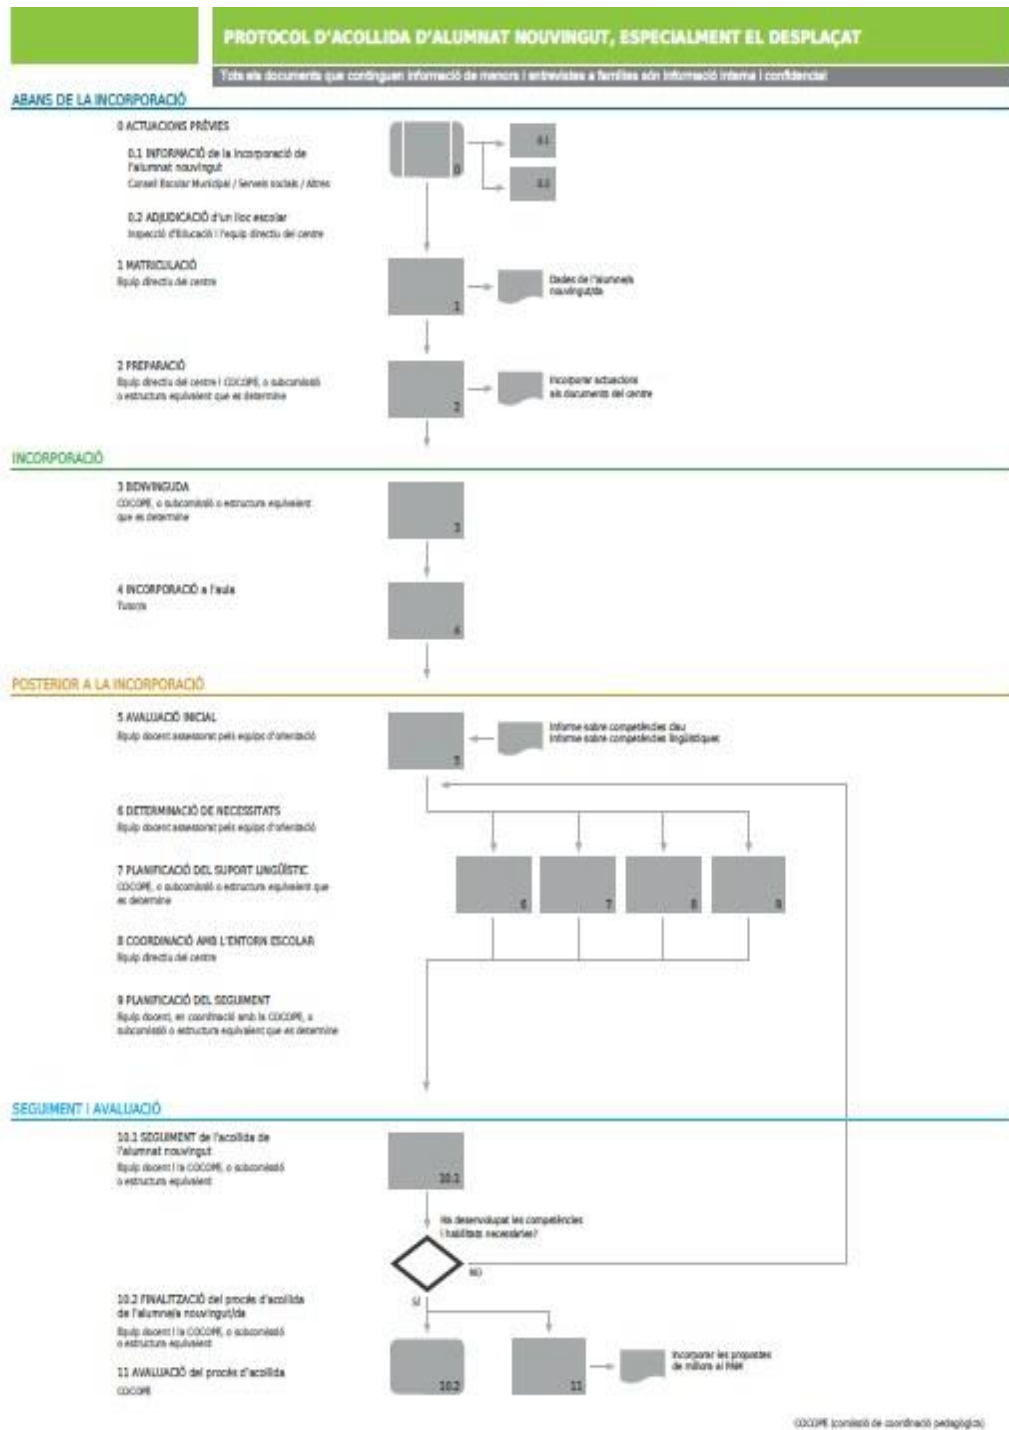 PROTOCOL D'ACOLLIDA D'ALUMNAT NOUVINGUT, ESPECIALMENT EL DESPLAÇAT
Tots els documents que continguen informació de menors i entrevistes a famílies són informació interna i confidencial
ABANS DE LA INCORPORACIÓ
0 ACTUACIONS PRÈVIES
0.1 INFORMACIÓ de la incorporació de
l'alumnat nouvingut
Consell Escolar Municipal / Serveis socials / Altres
0.2 ADJUDICACIÓ d'un lloc escolar
Inspecció d'Educació i l'equip directiu del centre
0
0.1
1 MATRICULACIÓ
Equip directiu del centre
1
Dades de l'alumne/a
nouvingut/da
2 PREPARACIÓ
Equip directiu del centre i COCOPE, o subcomissió
o estructura equivalent que es determine
2
Incorporar actuacions
als documents del centre
INCORPORACIÓ
3 BENVINGUDA
COCOPE, o subcomissió o estructura equivalent
que es determine
3
4 INCORPORACIÓ a l'aula
Tutor/a
4
POSTERIOR A LA INCORPORACIÓ
5 AVALUACIÓ INICIAL
Equip docent assessorat pels equips d'orientació
5
Informe sobre competències clau
Informe sobre competències lingüístiques
6 DETERMINACIÓ DE NECESSITATS
Equip docent assessorat pels equips d'orientació
7 PLANIFICACIÓ DEL SUPORT LINGÜÍSTIC
COCOPE, o subcomissió o estructura equivalent que
es determine
8 COORDINACIÓ AMB L'ENTORN ESCOLAR
Equip directiu del centre
9 PLANIFICACIÓ DEL SEGUIMENT
Equip docent, en coordinació amb la COCOPE, o
subcomissió o estructura equivalent que es determine
6 7 8 9
SEGUIMENT I AVALUACIÓ
10.1 SEGUIMENT de l'acollida de
l'alumnat nouvingut
Equip docent i la COCOPE, o subcomissió
o estructura equivalent
10.1
Ha desenvolupat les competències
i habilitats necessàries?
NO
SÍ
10.2 FINALITZACIÓ del procés d'acollida
de l'alumne/a nouvingut/da
Equip docent i la COCOPE, o subcomissió
o estructura equivalent
11 AVALUACIÓ del procés d'acollida
COCOPE
10.2
11
Incorporar les propostes
de millora al PAM
COCOPE (comissió de coordinació pedagògica)